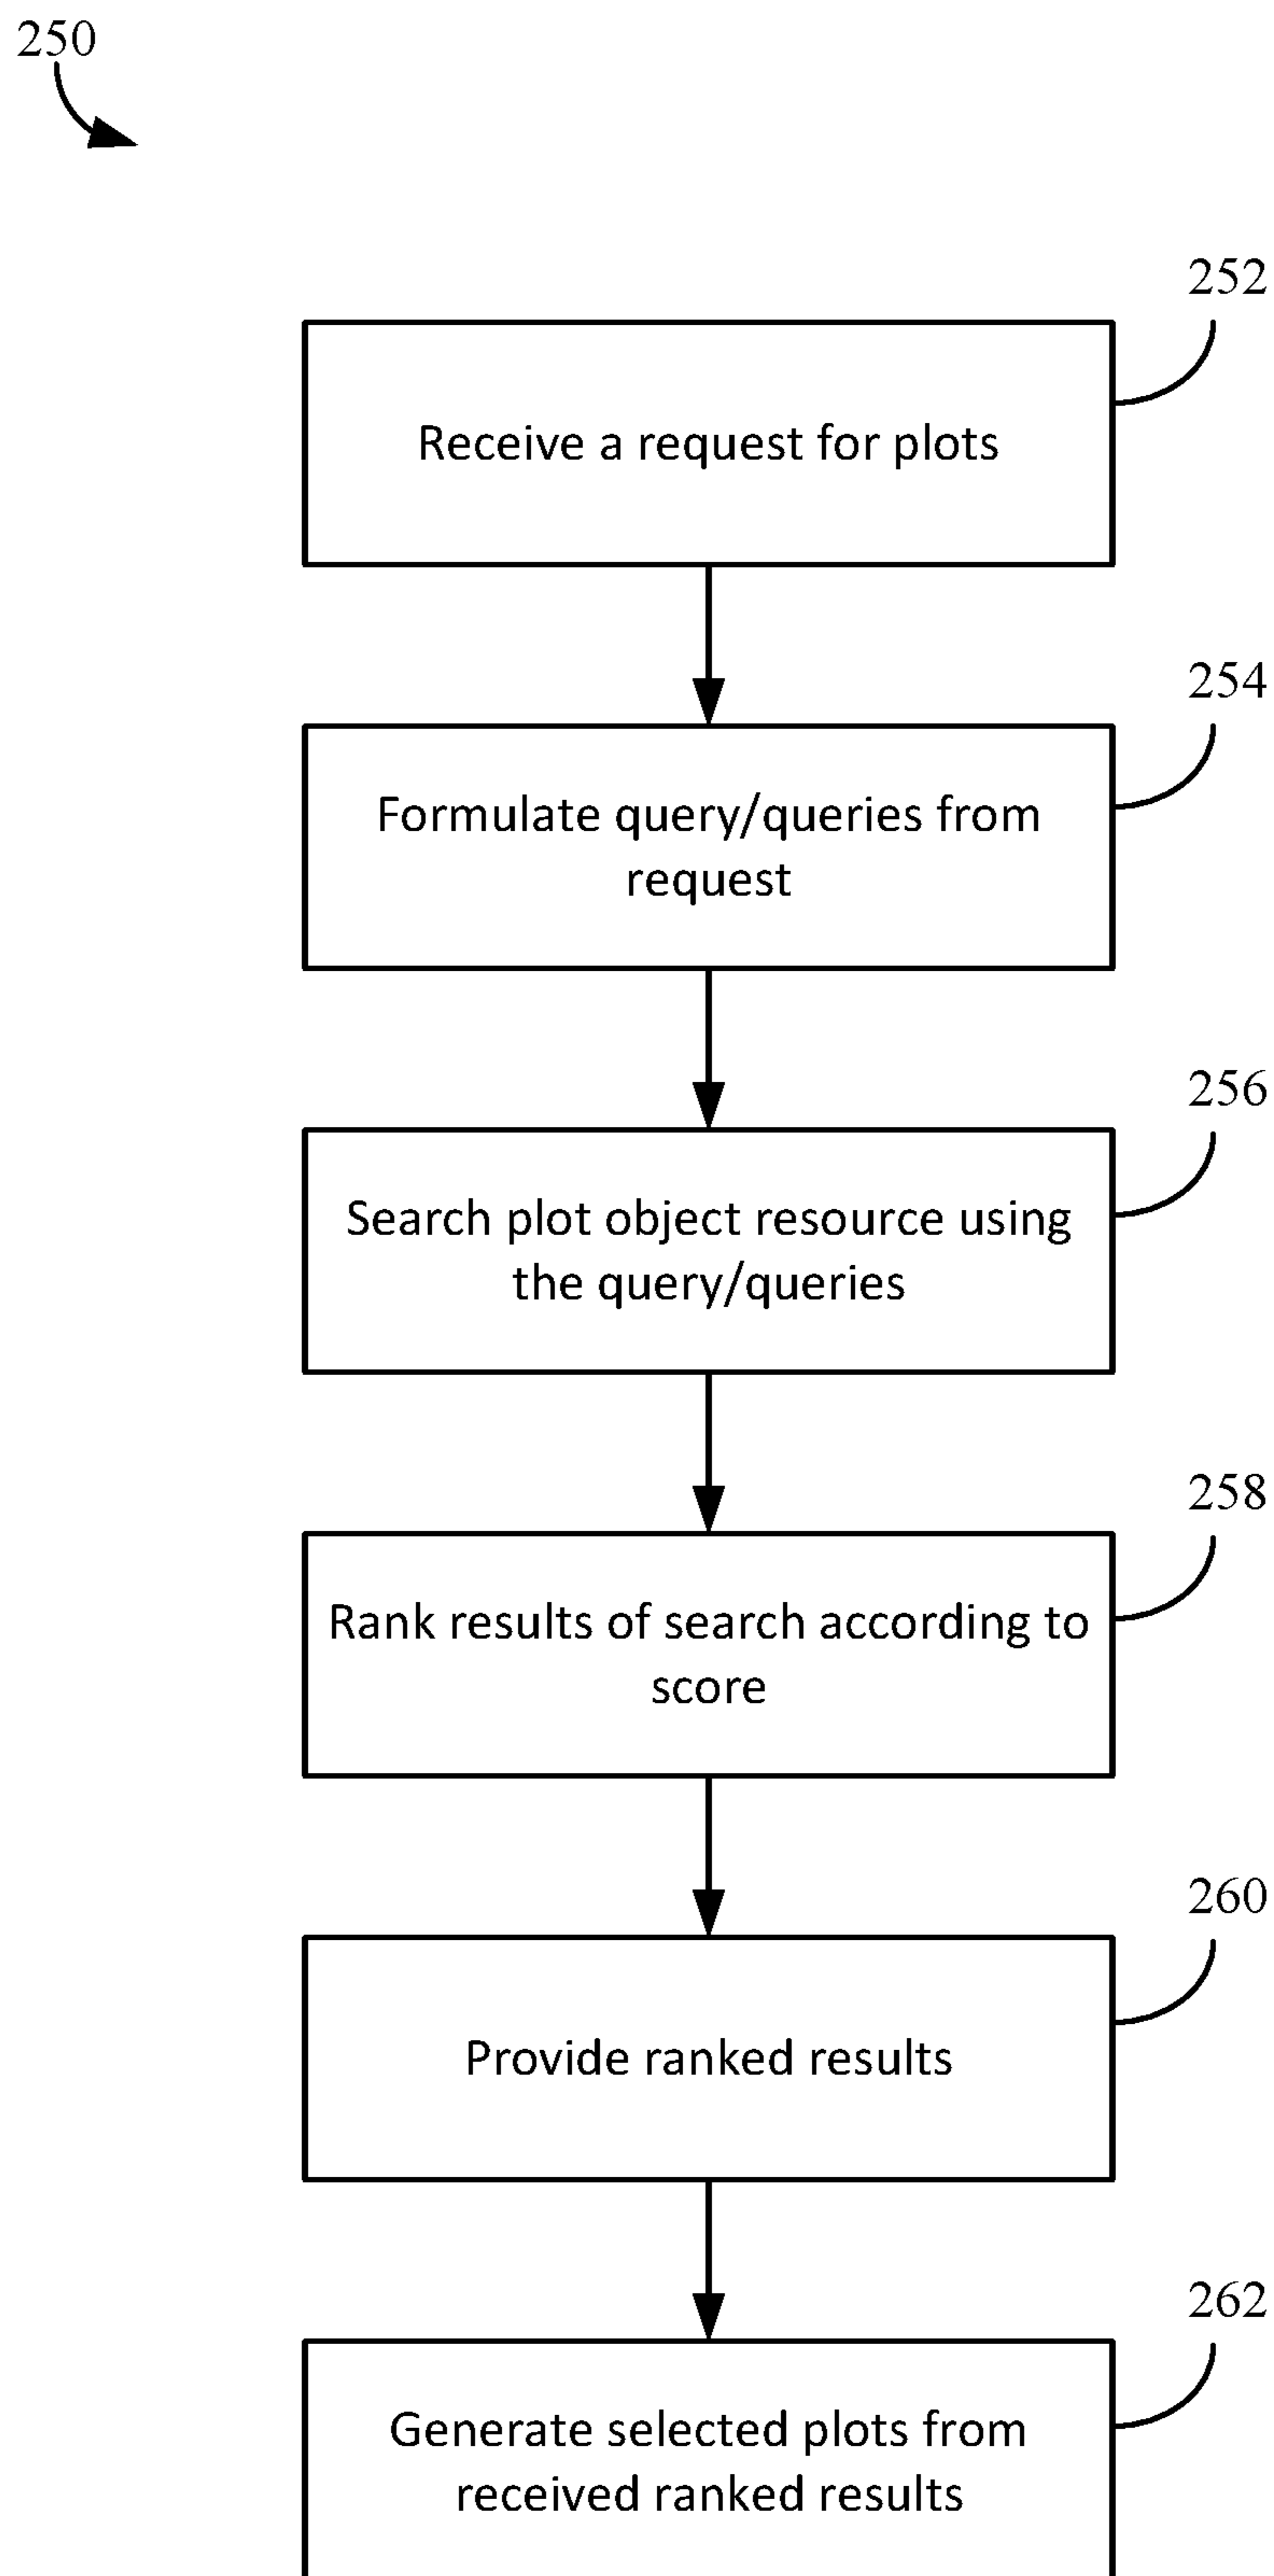 250
252
Receive a request for plots
254
Formulate query/queries from
request
256
Search plot object resource using
the query/queries
258
Rank results of search according to
score
260
Provide ranked results
262
Generate selected plots from
received ranked results